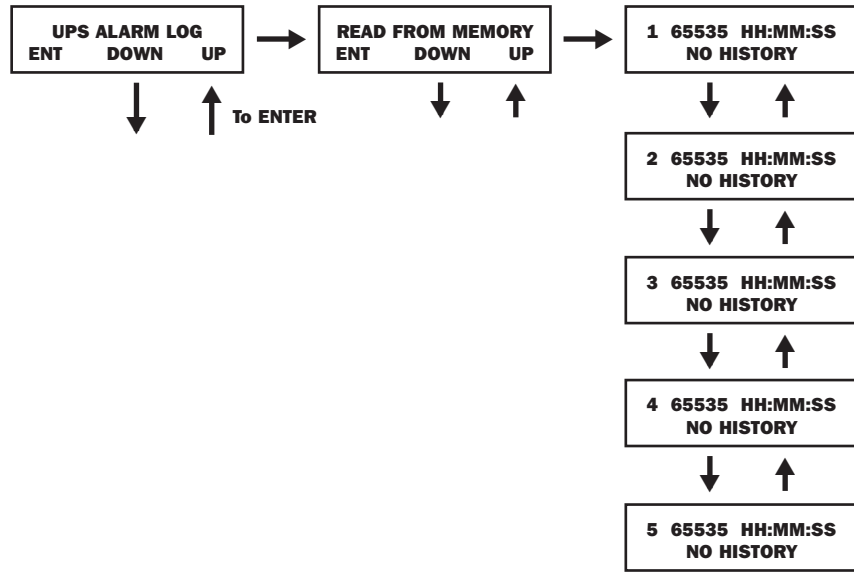 UPS ALARM LOG
ENT DOWN UP
To ENTER
READ FROM MEMORY
ENT DOWN UP
1 65535 HH:MM:SS
NO HISTORY
2 65535 HH:MM:SS
NO HISTORY
3 65535 HH:MM:SS
NO HISTORY
4 65535 HH:MM:SS
NO HISTORY
5 65535 HH:MM:SS
NO HISTORY